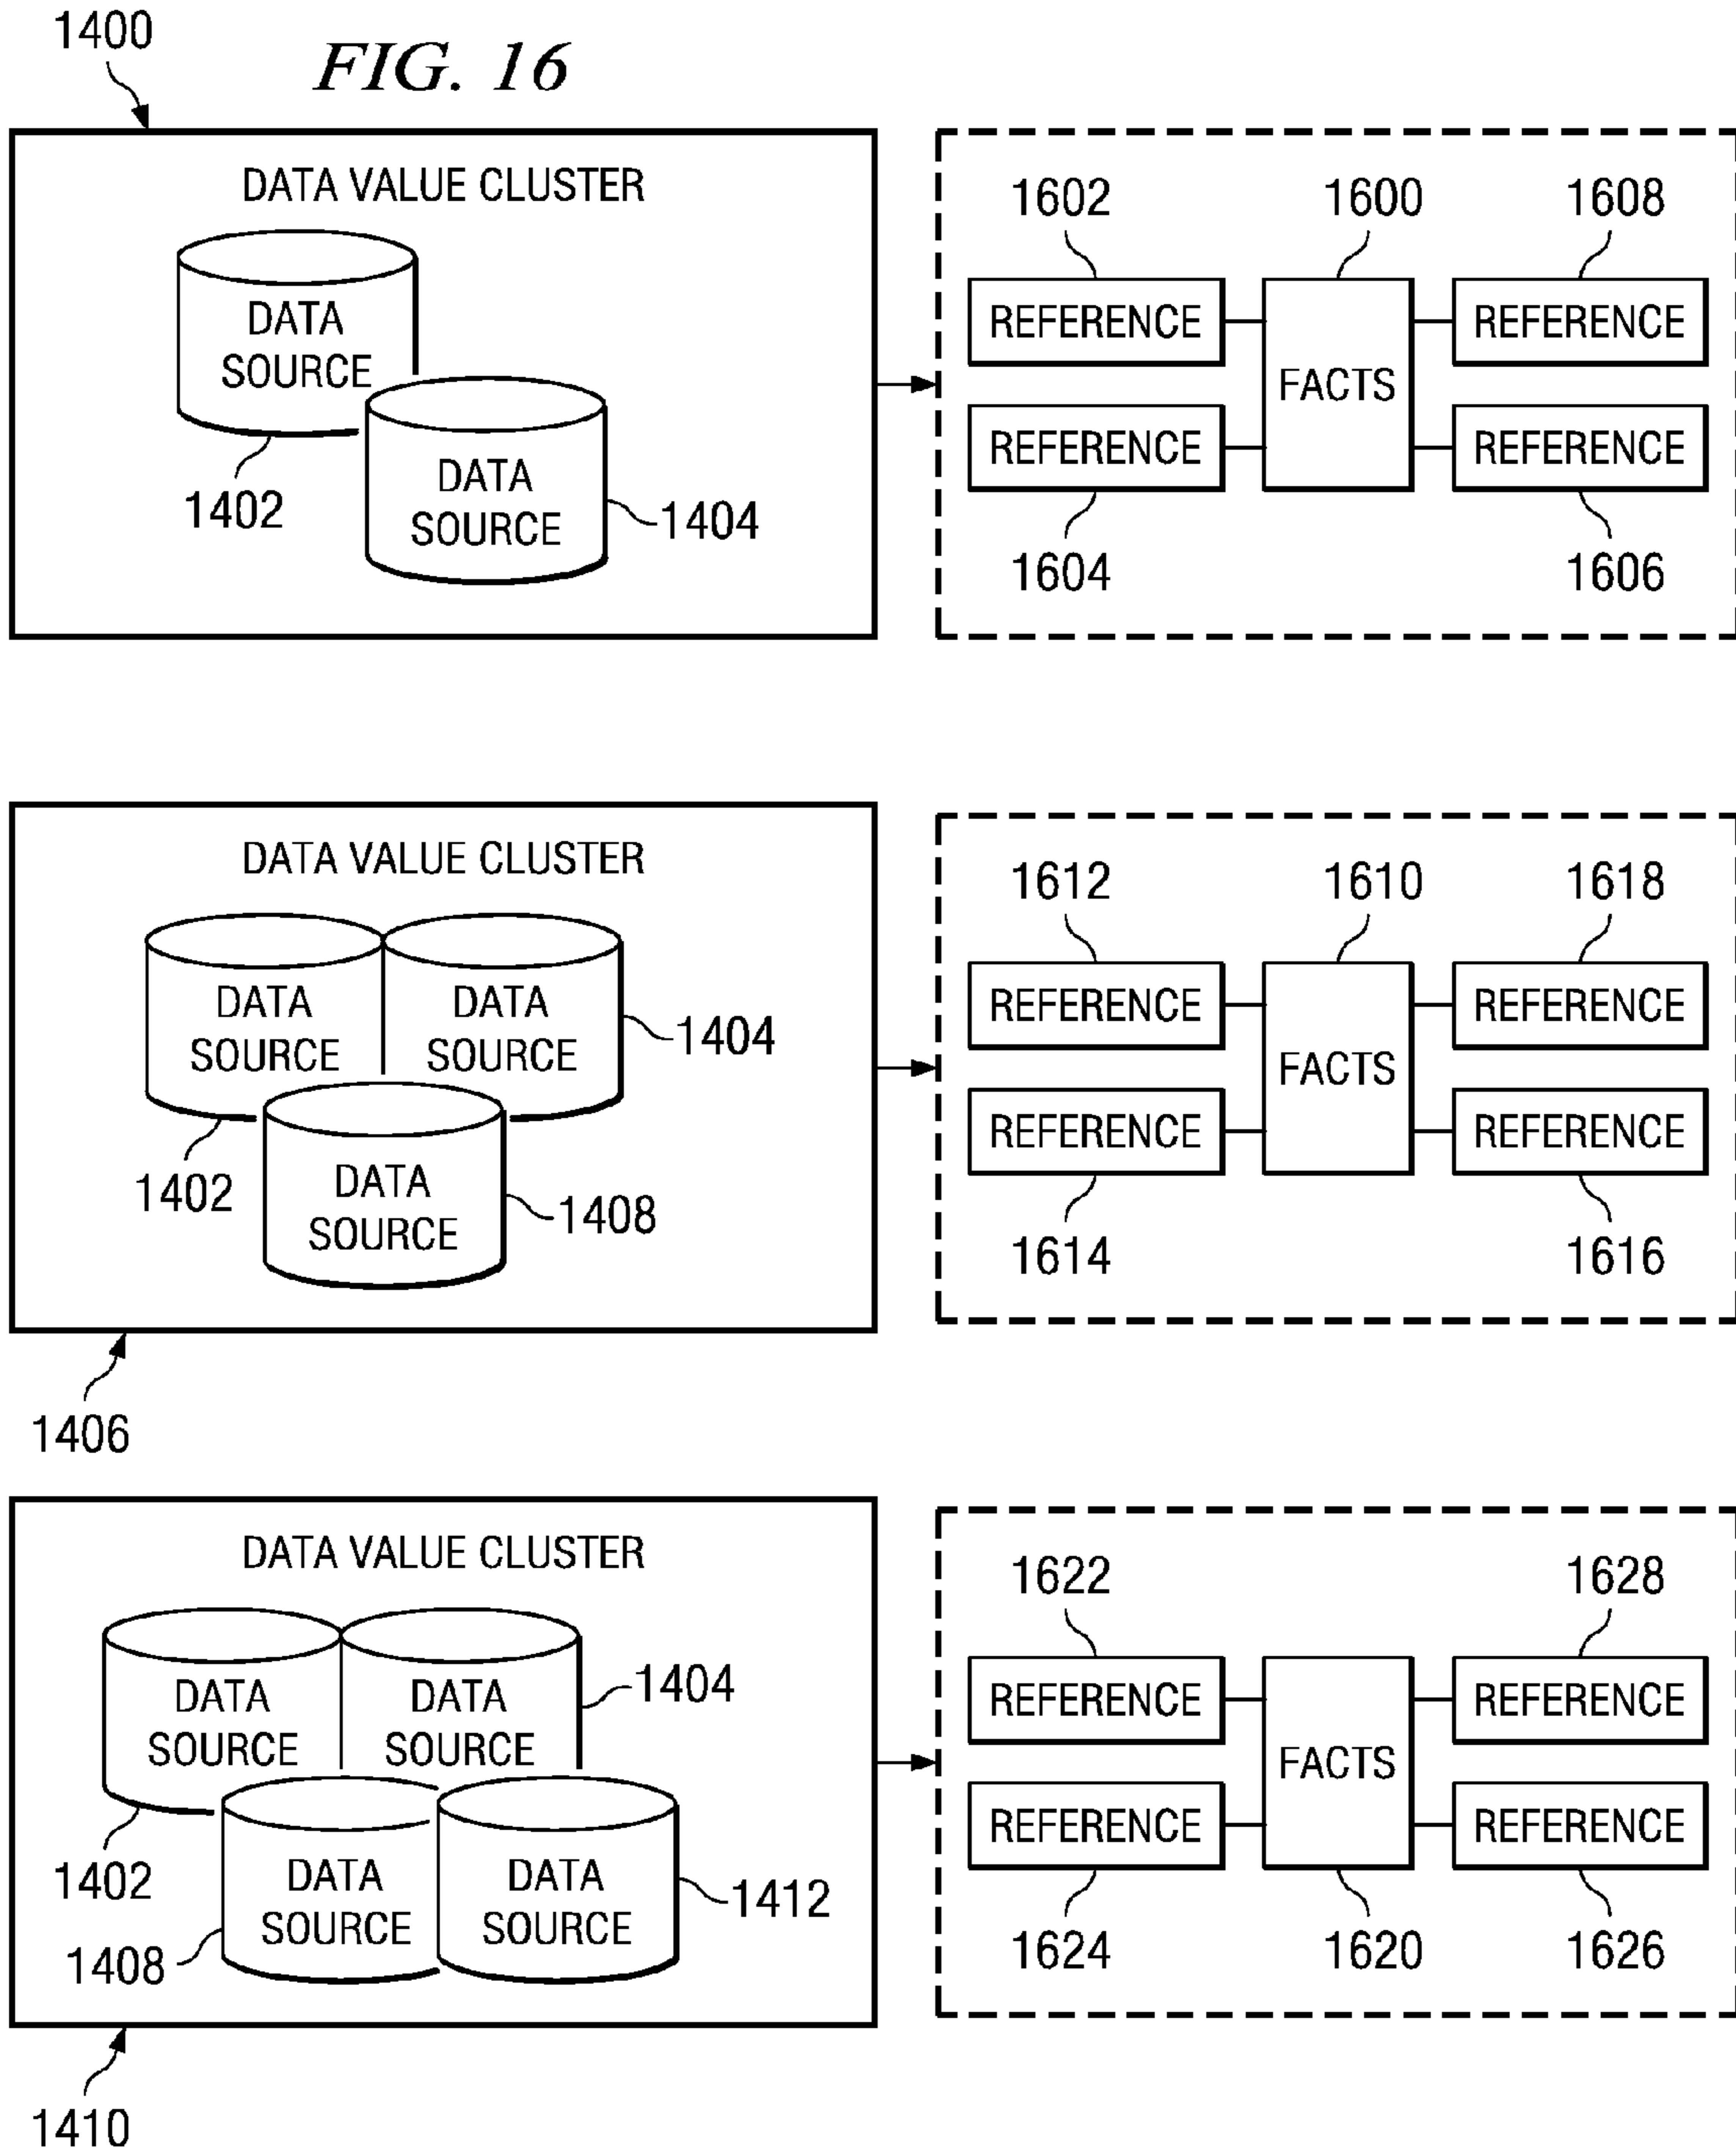 1400
FIG. 16
DATA VALUE CLUSTER
DATA
SOURCE
1402
DATA
SOURCE
1404
1602
1600
1608
REFERENCE
FACTS
REFERENCE
REFERENCE
REFERENCE
1604
1606
DATA VALUE CLUSTER
DATA
SOURCE
DATA
SOURCE
1404
1402
DATA
SOURCE
1408
1406
1612
1610
1618
REFERENCE
FACTS
REFERENCE
REFERENCE
REFERENCE
1614
1616
DATA VALUE CLUSTER
DATA
SOURCE
DATA
SOURCE
1404
1402
DATA
SOURCE
1408
DATA
SOURCE
1412
1410
1622
1628
REFERENCE
FACTS
REFERENCE
REFERENCE
REFERENCE
1624
1620
1626